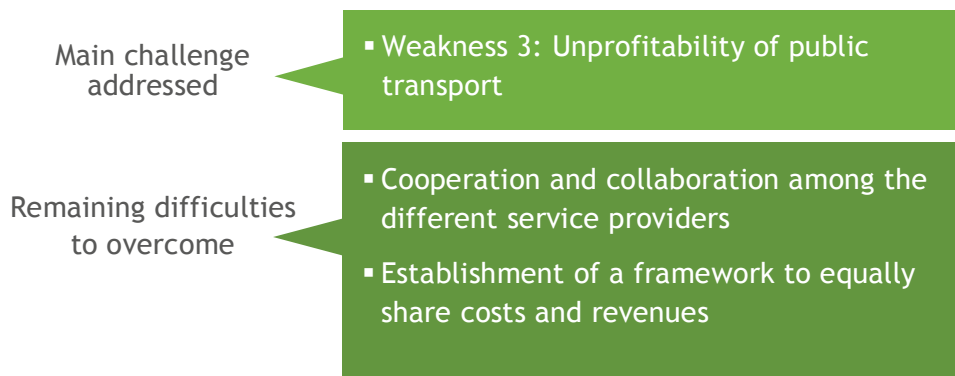 Main challenge
addressed
▪ Weakness 3: Unprofitability of public
transport
Remaining difficulties
to overcome
▪ Cooperation and collaboration among the
different service providers
▪ Establishment of a framework to equally
share costs and revenues